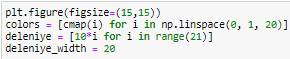 plt.figure(figsize=(15,15))
colors = [cmap(i) for i in np.linspace(0, 1, 20)]
deleniye = [10*i for i in range(21)]
deleniye_width = 20